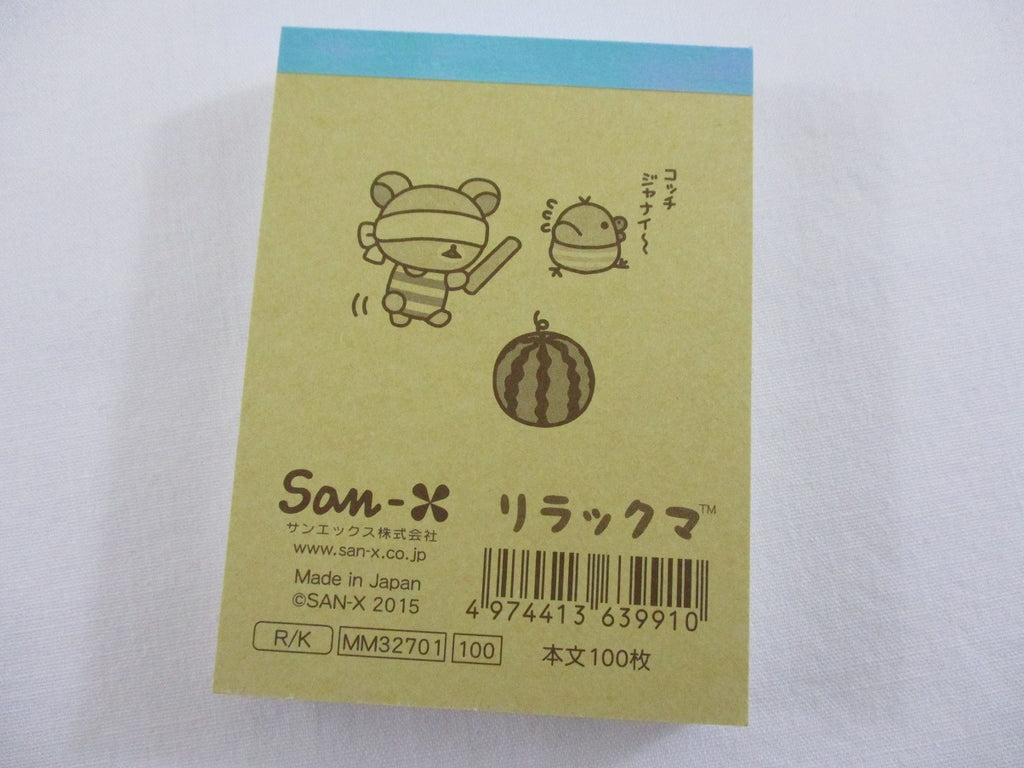 コッチ
ジャナイ〜
San-X
サンエックス株式会社
www.san-x.co.jp
Made in Japan
©SAN-X 2015
リラックマ™
4 974413 639910
R/K MM32701 100
本文100枚